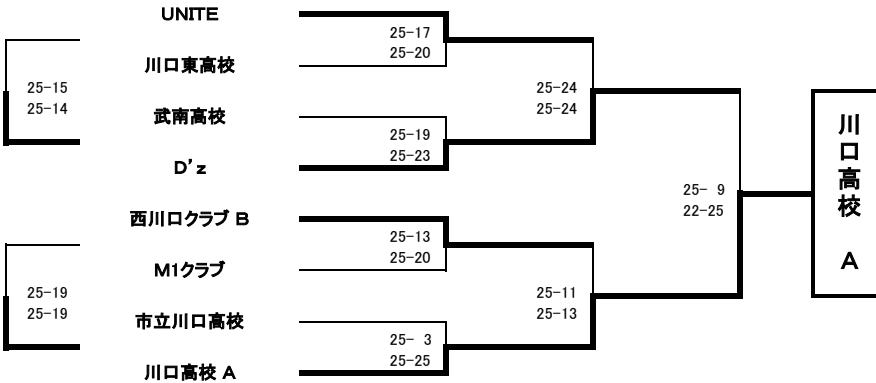 UNITE
25-17
25-20
川口東高校
25-15
25-14
25-24
25-24
武南高校
25-19
25-23
D'z
川口高校 A
25- 9
22-25
西川口クラブ B
25-13
25-20
M1クラブ
25-19
25-19
25-11
25-13
市立川口高校
25- 3
25-25
川口高校 A